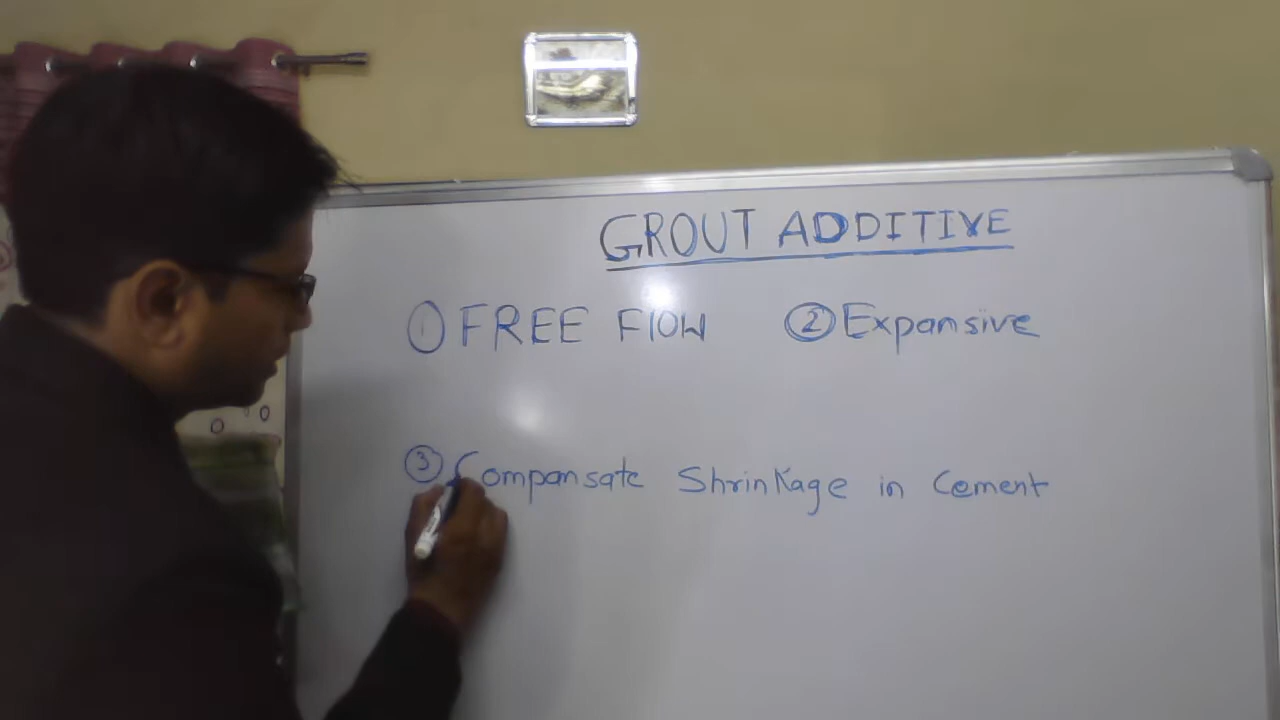 GROUT ADDITIVE
① FREE FlOW ② Expansive
③ Compansate Shrinkage in Cement